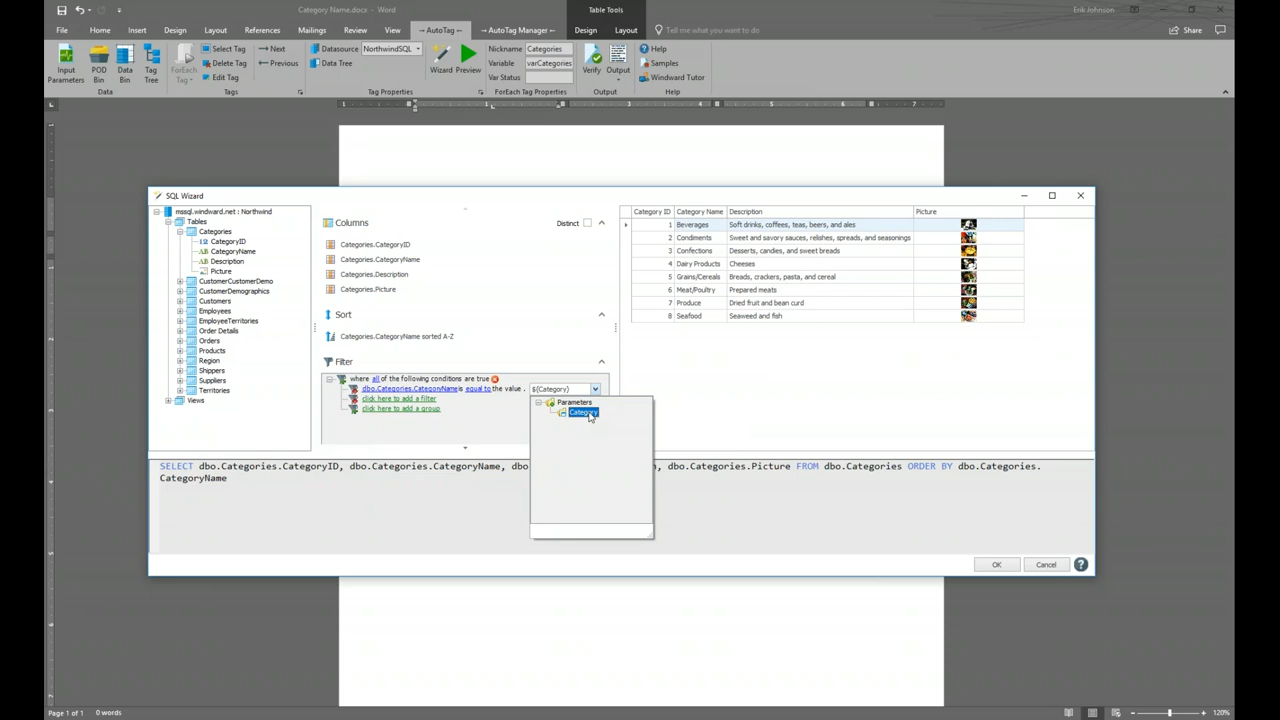 Category Name.docx - Word
Table Tools
Erik Johnson
File Home Insert Design Layout References Mailings Review View → AutoTag ← → AutoTag Manager ← Design Layout Tell me what you want to do Share
Input Parameters
POD Bin
Data Bin
Tag Tree
Data
ForEach Tag
Select Tag
Delete Tag
Edit Tag
Next
Previous
Tags
Datasource NorthwindSQL
Data Tree
Tag Properties
Wizard
Preview
Nickname Categories
Variable varCategories
Var Status
ForEach Tag Properties
Verify
Output
Output
Help
Samples
Windward Tutor
Help
SQL Wizard
mssql.windward.net : Northwind
Tables
Categories
CategoryID
CategoryName
Description
Picture
CustomerCustomerDemo
CustomerDemographics
Customers
Employees
EmployeeTerritories
Order Details
Orders
Products
Region
Shippers
Suppliers
Territories
Views
Columns Distinct
Categories.CategoryID
Categories.CategoryName
Categories.Description
Categories.Picture
Sort
Categories.CategoryName sorted A-Z
Filter
where all of the following conditions are true
dbo.Categories.CategoryName is equal to the value . ${Category}
click here to add a filter
click here to add a group
Parameters
Category
Category ID Category Name Description Picture
1 Beverages Soft drinks, coffees, teas, beers, and ales
2 Condiments Sweet and savory sauces, relishes, spreads, and seasonings
3 Confections Desserts, candies, and sweet breads
4 Dairy Products Cheeses
5 Grains/Cereals Breads, crackers, pasta, and cereal
6 Meat/Poultry Prepared meats
7 Produce Dried fruit and bean curd
8 Seafood Seaweed and fish
SELECT dbo.Categories.CategoryID, dbo.Categories.CategoryName, dbo n, dbo.Categories.Picture FROM dbo.Categories ORDER BY dbo.Categories.
CategoryName
OK Cancel
Page 1 of 1 0 words 120%